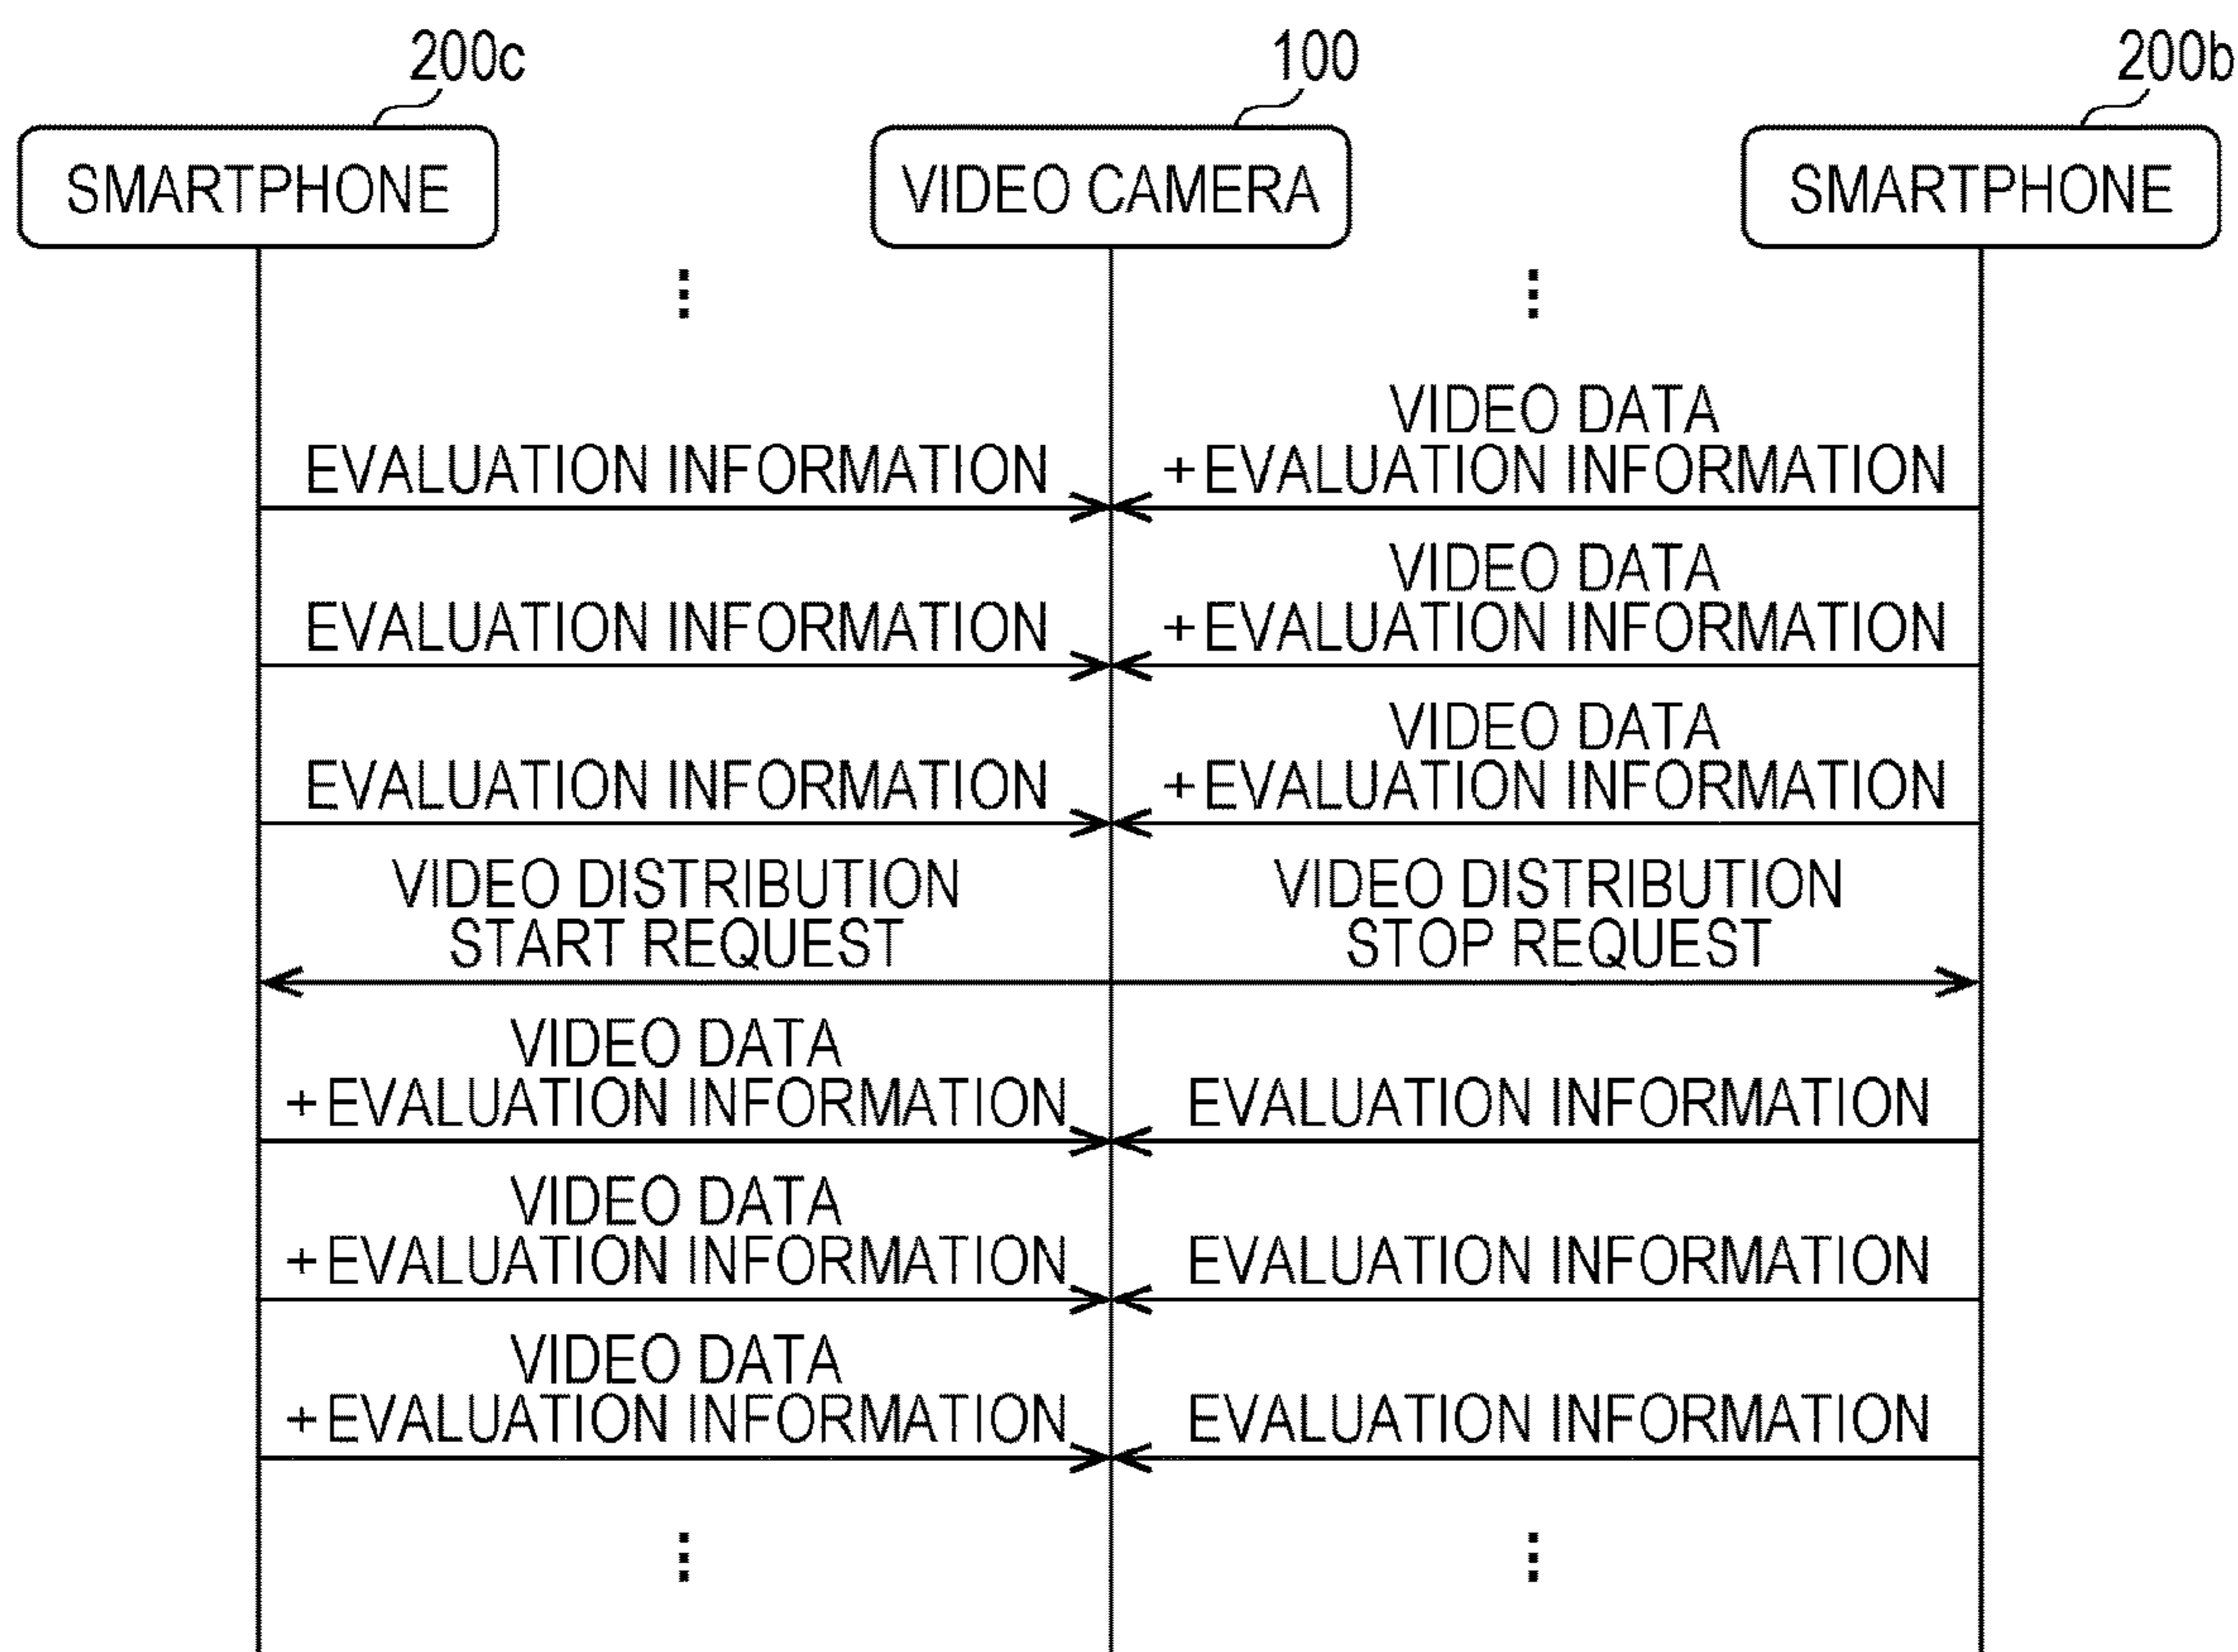 200c
100
200b
SMARTPHONE
VIDEO CAMERA
SMARTPHONE
EVALUATION INFORMATION
VIDEO DATA
+EVALUATION INFORMATION
EVALUATION INFORMATION
VIDEO DATA
+EVALUATION INFORMATION
EVALUATION INFORMATION
VIDEO DATA
+EVALUATION INFORMATION
VIDEO DISTRIBUTION
START REQUEST
VIDEO DISTRIBUTION
STOP REQUEST
VIDEO DATA
+EVALUATION INFORMATION
EVALUATION INFORMATION
VIDEO DATA
+EVALUATION INFORMATION
EVALUATION INFORMATION
VIDEO DATA
+EVALUATION INFORMATION
EVALUATION INFORMATION